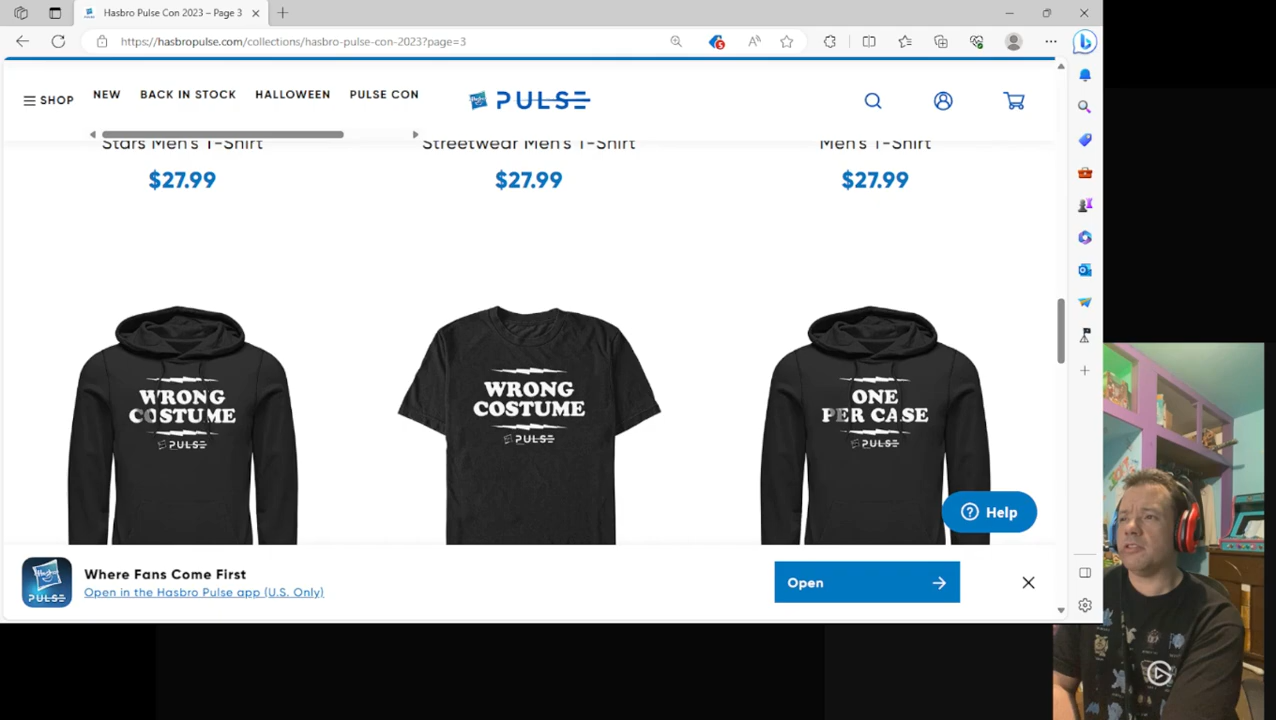 Hasbro Pulse Con 2023 – Page 3
https://hasbropulse.com/collections/hasbro-pulse-con-2023?page=3
SHOP
NEW
BACK IN STOCK
HALLOWEEN
PULSE CON
Hasbro
PULSE
Stars Men's T-Shirt
Streetwear Men's T-Shirt
Men's T-Shirt
$27.99
$27.99
$27.99
WRONG
COSTUME
PULSE
WRONG
COSTUME
PULSE
ONE
PER CASE
PULSE
Help
Hasbro
PULSE
Where Fans Come First
Open in the Hasbro Pulse app (U.S. Only)
Open